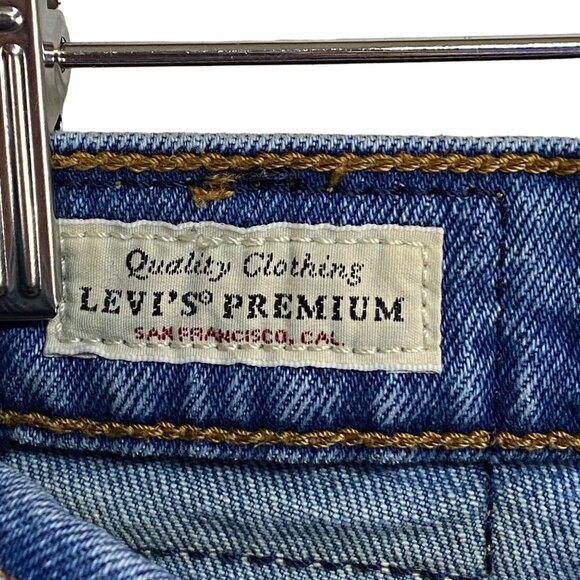 Quality Clothing
LEVI'S® PREMIUM
SAN FRANCISCO, CAL.